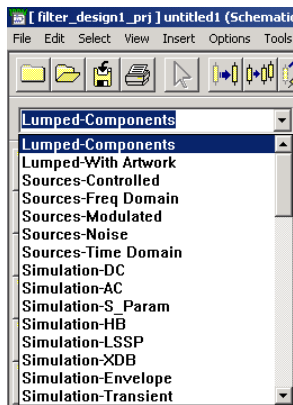 [ filter_design1_prj ] untitled1 (Schematic
File Edit Select View Insert Options Tools
Lumped-Components
Lumped-Components
Lumped-With Artwork
Sources-Controlled
Sources-Freq Domain
Sources-Modulated
Sources-Noise
Sources-Time Domain
Simulation-DC
Simulation-AC
Simulation-S_Param
Simulation-HB
Simulation-LSSP
Simulation-XDB
Simulation-Envelope
Simulation-Transient